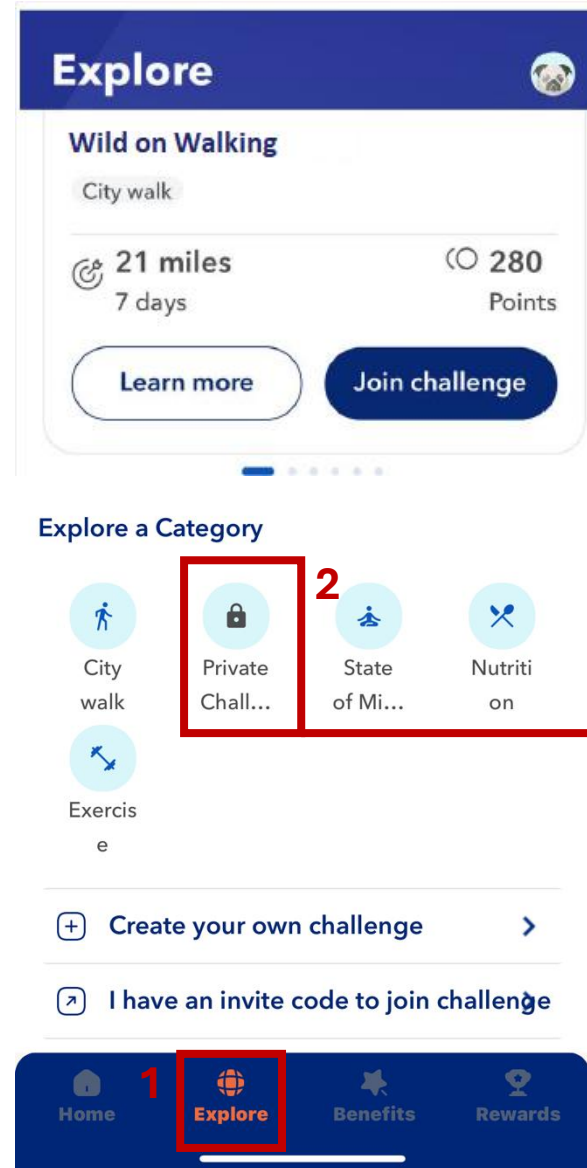 Explore
Wild on Walking
City walk
21 miles
280
7 days
Points
Learn more
Join challenge
Explore a Category
2
City
walk
Private
Chall...
State
of Mi...
Nutriti
on
Exercis
e
Create your own challenge
I have an invite code to join challenge
1
Home
Explore
Benefits
Rewards